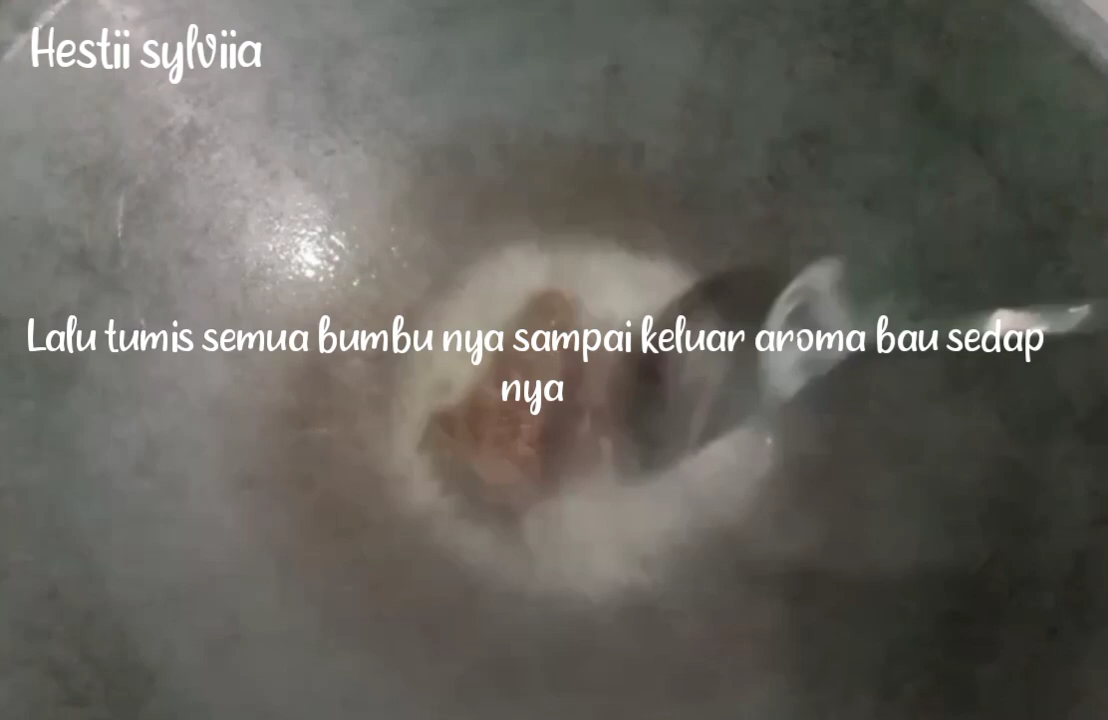 Hestii sylviia
Lalu tumis semua bumbu nya sampai keluar aroma bau sedap
nya